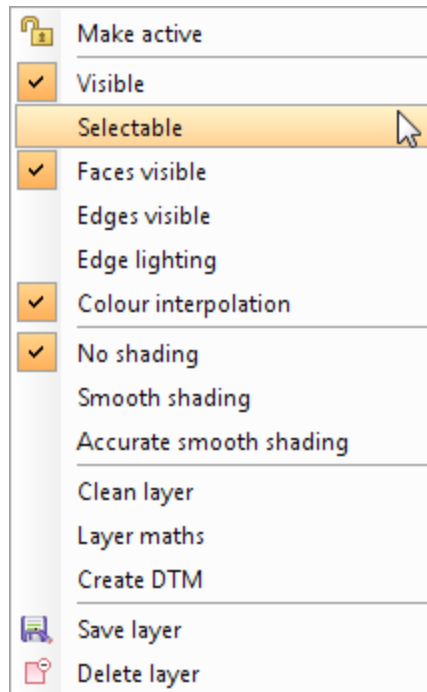 Make active
Visible
Selectable
Faces visible
Edges visible
Edge lighting
Colour interpolation
No shading
Smooth shading
Accurate smooth shading
Clean layer
Layer maths
Create DTM
Save layer
Delete layer